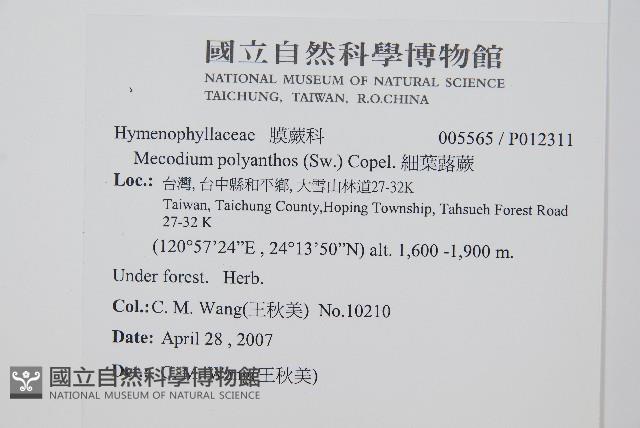 國立自然科學博物館
NATIONAL MUSEUM OF NATURAL SCIENCE
TAICHUNG, TAIWAN, R.O.CHINA
Hymenophyllaceae 膜蕨科 005565 / P012311
Mecodium polyanthos (Sw.) Copel. 細葉蕗蕨
Loc.: 台灣, 台中縣和平鄉, 大雪山林道27-32K
Taiwan, Taichung County,Hoping Township, Tahsueh Forest Road
27-32 K
(120°57’24”E , 24°13’50”N) alt. 1,600 -1,900 m.
Under forest. Herb.
Col.: C. M. Wang(王秋美) No.10210
Date: April 28 , 2007
C. M. Wang(王秋美)
國立自然科學博物館
NATIONAL MUSEUM OF NATURAL SCIENCE